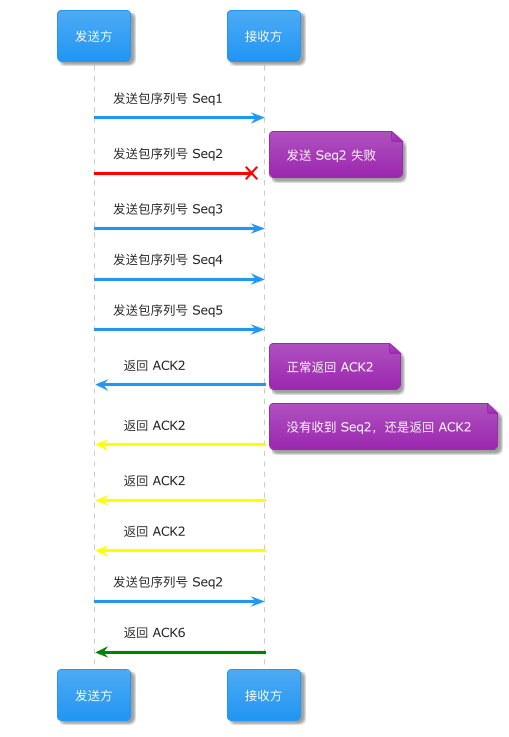 发送方
接收方
发送包序列号 Seq1
发送包序列号 Seq2
发送 Seq2 失败
发送包序列号 Seq3
发送包序列号 Seq4
发送包序列号 Seq5
返回 ACK2
正常返回 ACK2
返回 ACK2
没有收到 Seq2，还是返回 ACK2
返回 ACK2
返回 ACK2
发送包序列号 Seq2
返回 ACK6
发送方
接收方